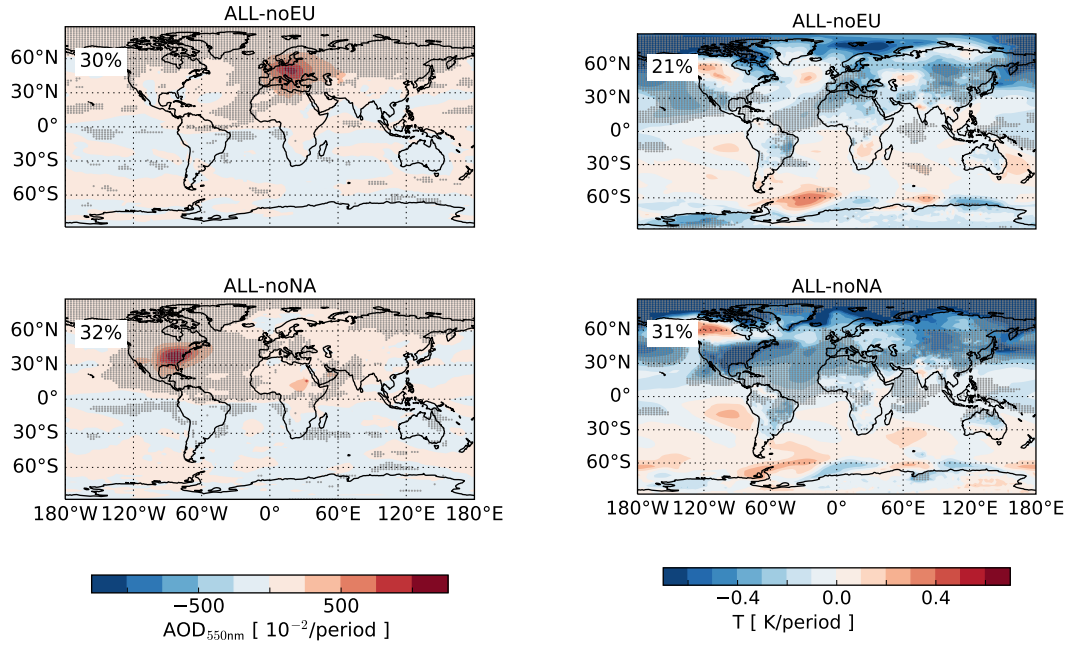 ALL-noEU
60°N
30°N
0°
30°S
60°S
30%
ALL-noEU
60°N
30°N
0°
30°S
60°S
21%
ALL-noNA
60°N
30°N
0°
30°S
60°S
32%
180°W 120°W 60°W 0° 60°E 120°E 180°E
ALL-noNA
60°N
30°N
0°
30°S
60°S
31%
180°W 120°W 60°W 0° 60°E 120°E 180°E
−500 500
AOD₅₅₀ₙₘ [ 10⁻²/period ]
−0.4 0.0 0.4
T [ K/period ]